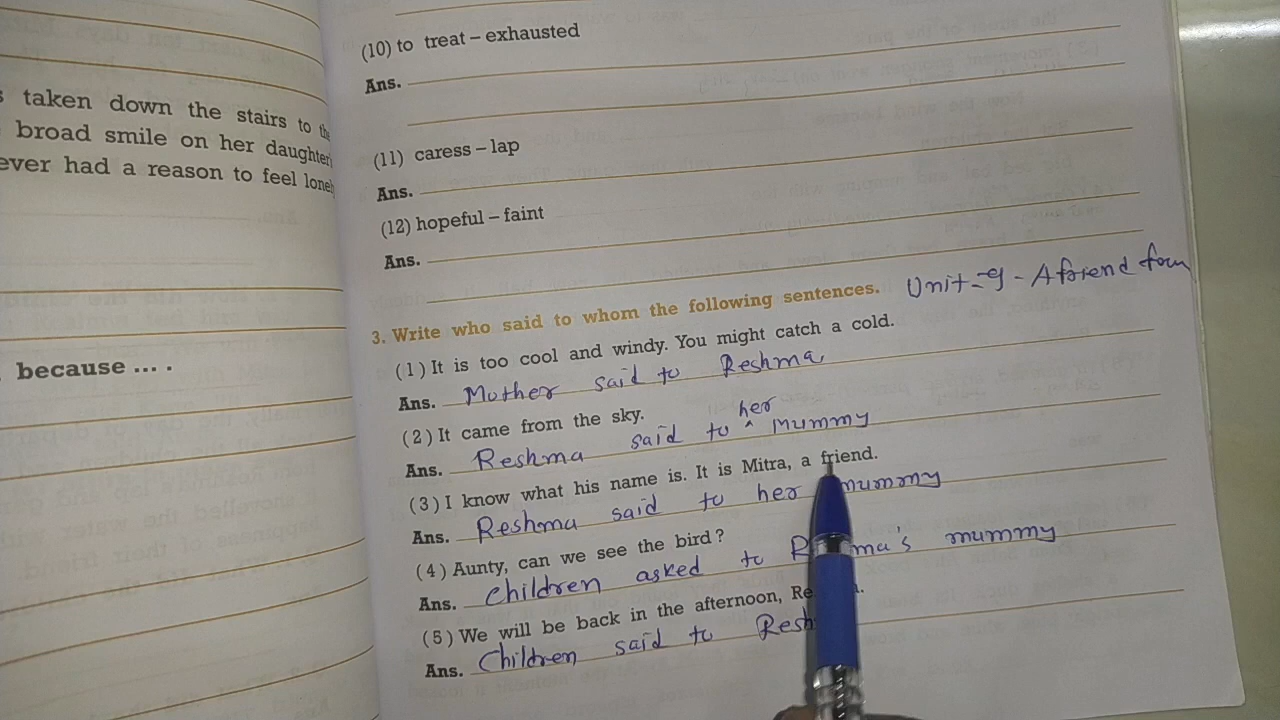 taken down the stairs to
broad smile on her
ever had a reason to feel
because ... .
(10) to treat – exhausted
Ans.
(11) caress – lap
Ans.
(12) hopeful – faint
Ans.
3. Write who said to whom the following sentences. Unit-9 - A friend
(1) It is too cool and windy. You might catch a cold.
Ans. Mother said to Reshma,
(2) It came from the sky.
Ans. Reshma said to her mummy
(3) I know what his name is. It is Mitra, a friend.
Ans. Reshma said to her mummy
(4) Aunty, can we see the bird?
Ans. Children asked to mummy
(5) We will be back in the afternoon,
Ans. Children said to